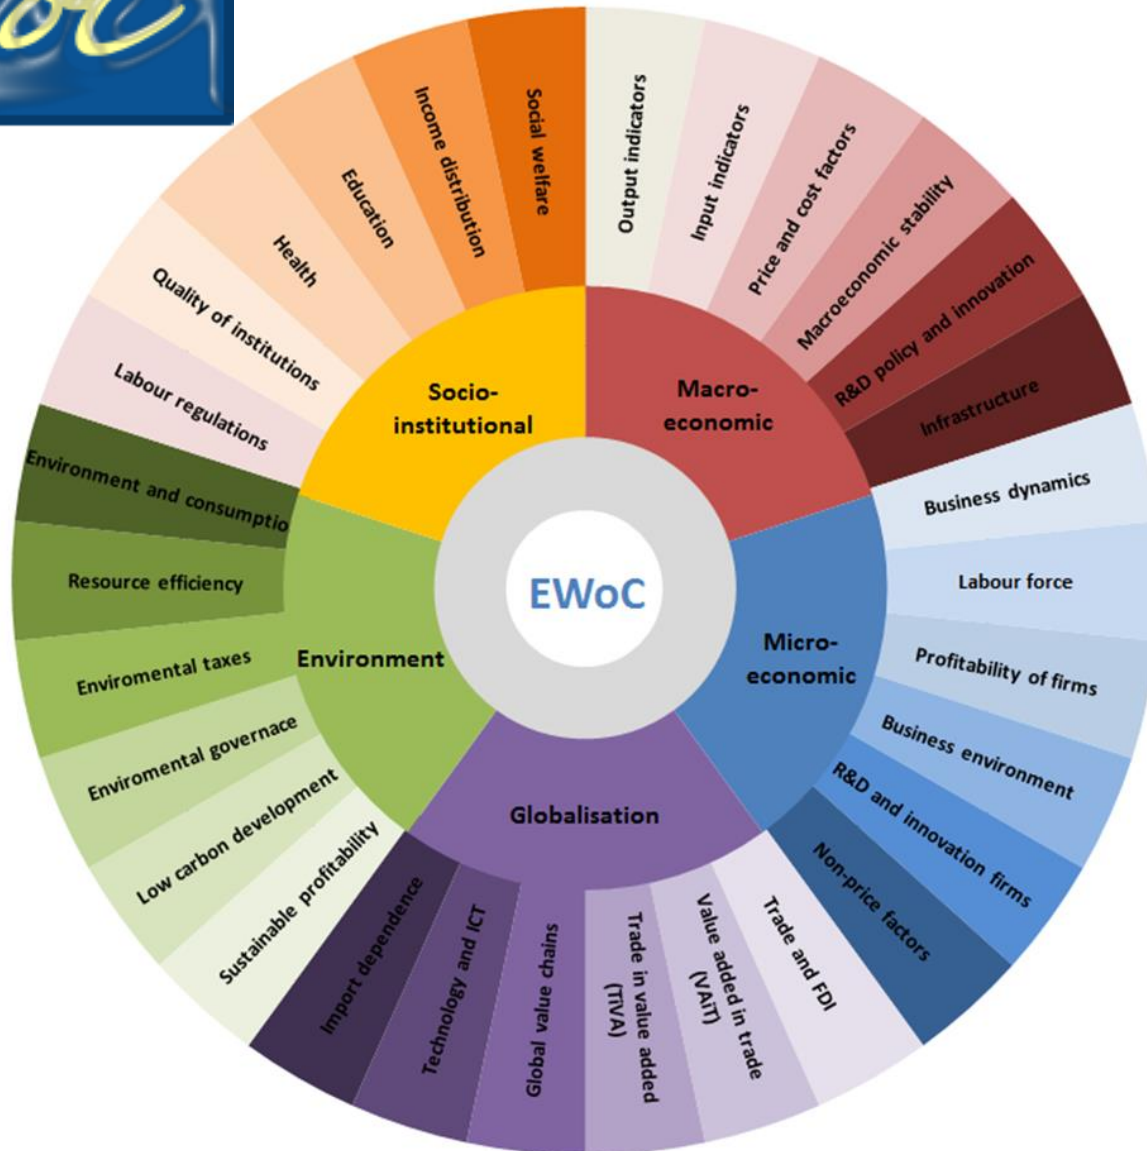 EWoC
Macro-
economic
Output indicators
Input indicators
Price and cost factors
Macroeconomic stability
R&D policy and innovation
Infrastructure
Micro-
economic
Business dynamics
Labour force
Profitability of firms
Business environment
R&D and innovation firms
Non-price factors
Globalisation
Trade and FDI
Value added in trade
(VAiT)
Trade in value added
(TiVA)
Global value chains
Technology and ICT
Import dependence
Environment
Sustainable profitability
Low carbon development
Enviromental governace
Enviromental taxes
Resource efficiency
Environment and consumptio
Socio-
institutional
Labour regulations
Quality of institutions
Health
Education
Income distribution
Social welfare